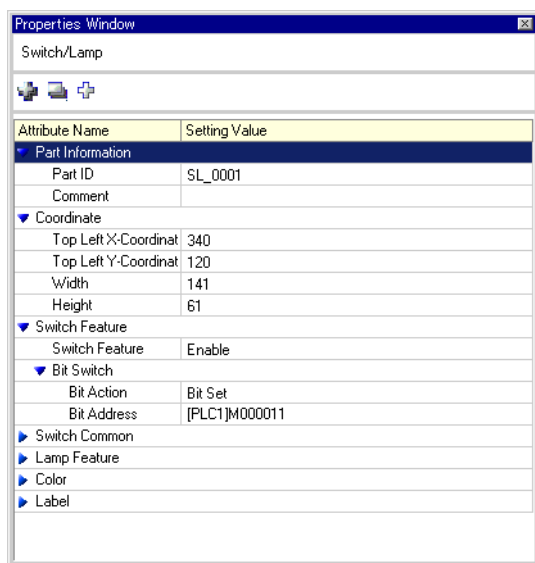 Properties Window
Switch/Lamp
Attribute Name Setting Value
Part Information
Part ID SL_0001
Comment
Coordinate
Top Left X-Coordinat 340
Top Left Y-Coordinat 120
Width 141
Height 61
Switch Feature
Switch Feature Enable
Bit Switch
Bit Action Bit Set
Bit Address [PLC1]M000011
Switch Common
Lamp Feature
Color
Label